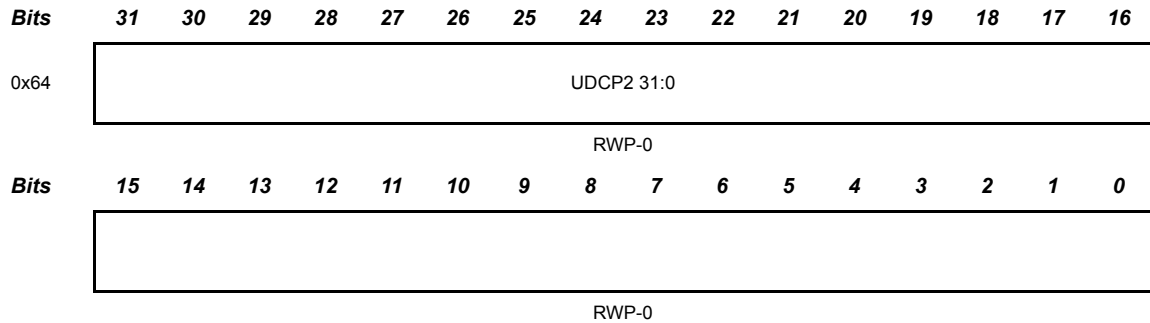 Bits 31 30 29 28 27 26 25 24 23 22 21 20 19 18 17 16
0x64 UDCP2 31:0
RWP-0
Bits 15 14 13 12 11 10 9 8 7 6 5 4 3 2 1 0
RWP-0